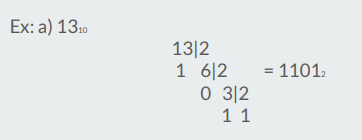 Ex: a) 13₁₀
13|2
1 6|2 = 1101₂
0 3|2
1 1